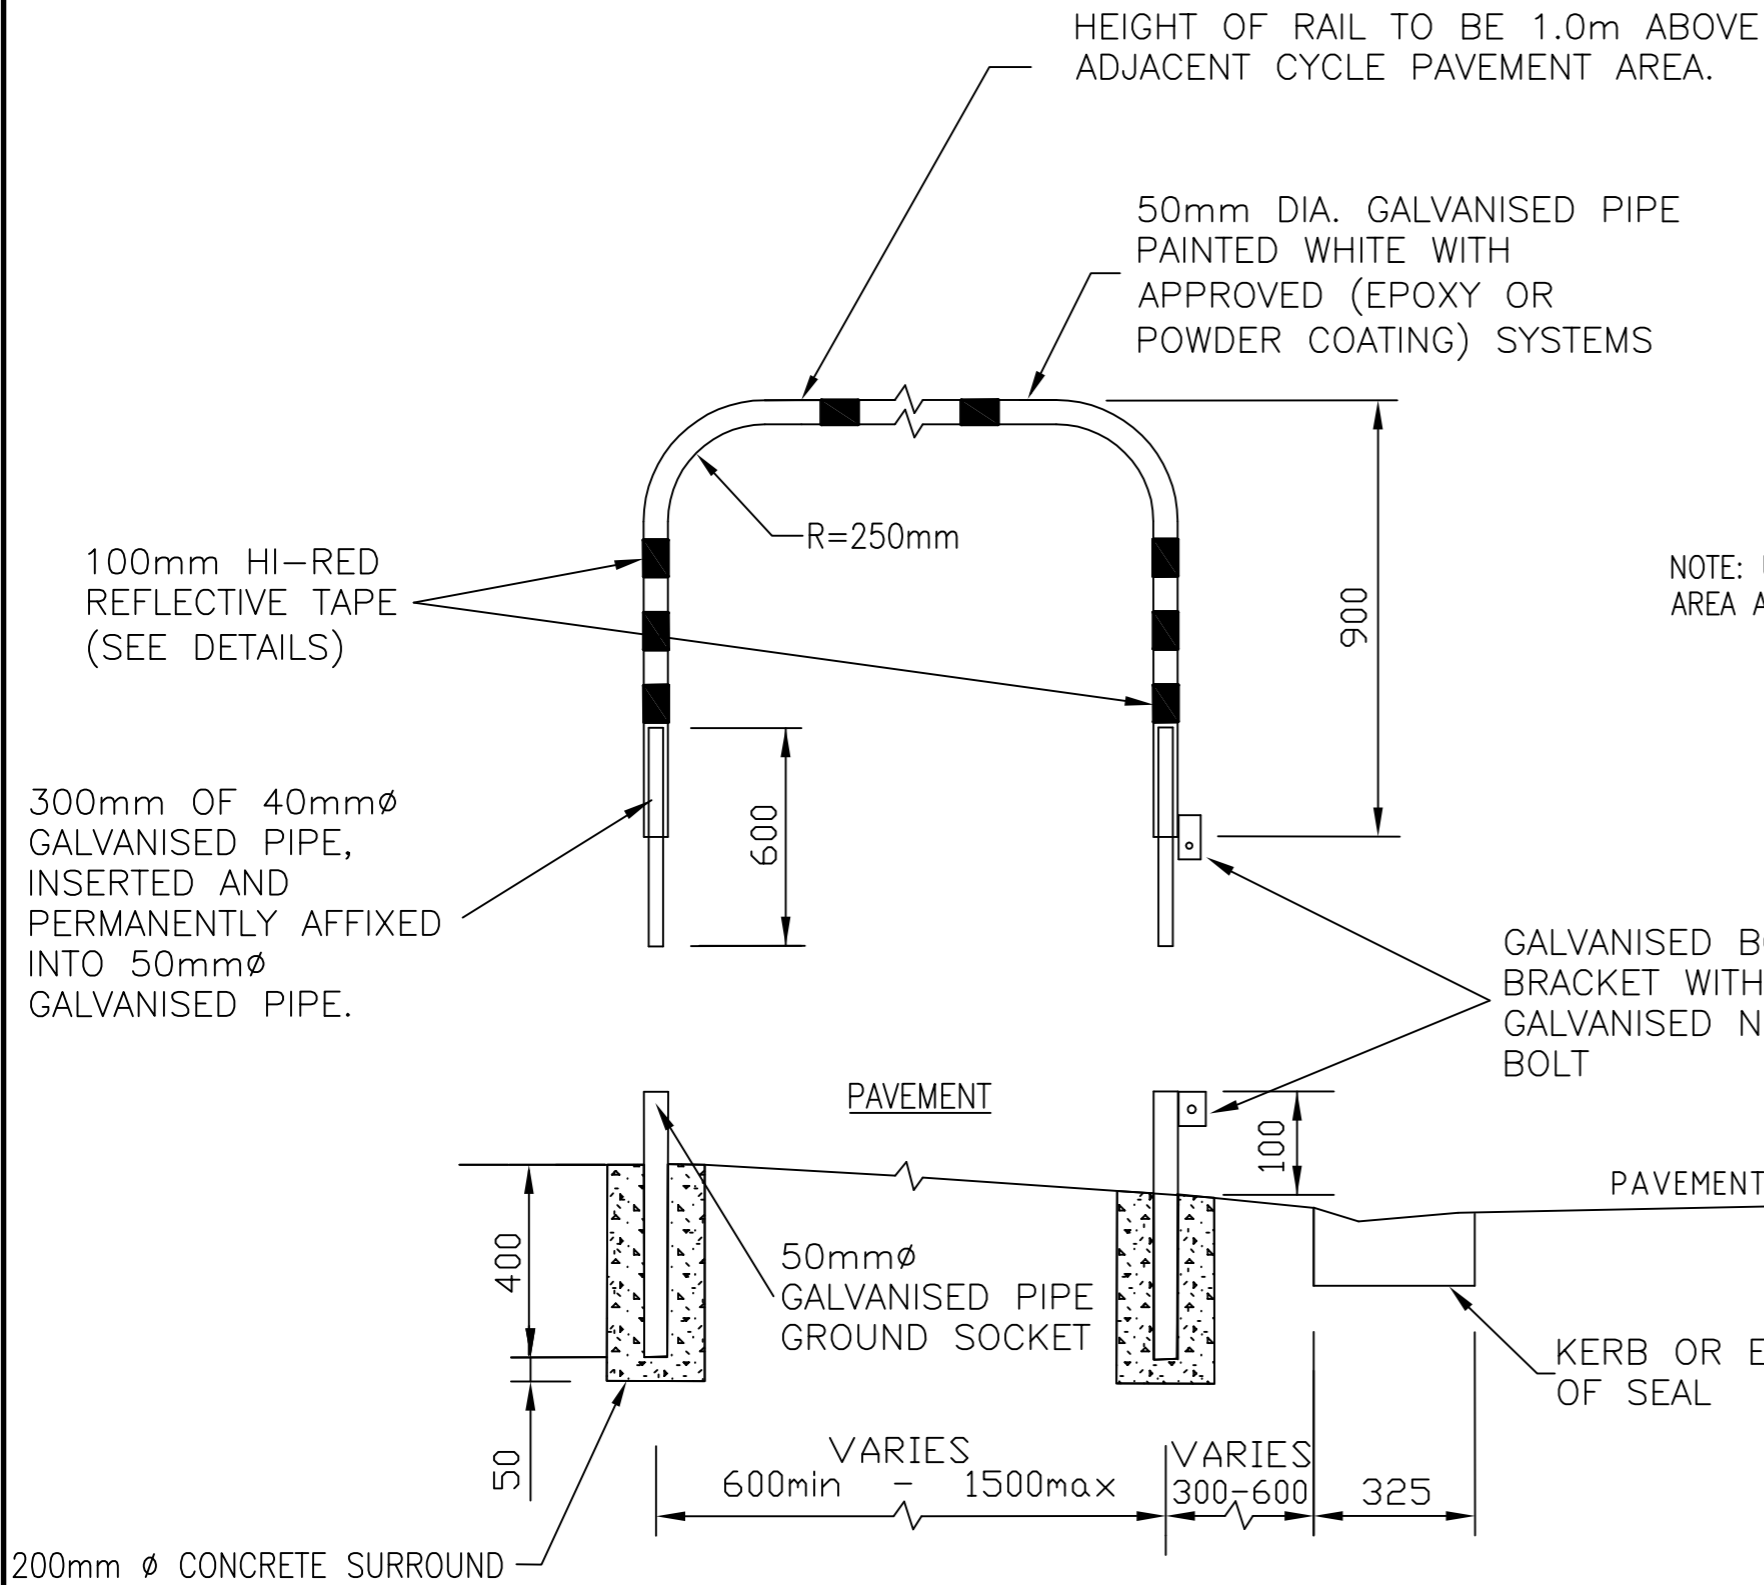 HEIGHT OF RAIL TO BE 1.0m ABOVE
ADJACENT CYCLE PAVEMENT AREA.
50mm DIA. GALVANISED PIPE
PAINTED WHITE WITH
APPROVED (EPOXY OR
POWDER COATING) SYSTEMS
R=250mm
100mm HI-RED
REFLECTIVE TAPE
(SEE DETAILS)
900
NOTE:
AREA
300mm OF 40mmø
GALVANISED PIPE,
INSERTED AND
PERMANENTLY AFFIXED
INTO 50mmø
GALVANISED PIPE.
600
GALVANISED
BRACKET WITH
GALVANISED
BOLT
PAVEMENT
100
PAVEMENT
400
50mmø
GALVANISED PIPE
GROUND SOCKET
KERB OR
OF SEAL
50
VARIES
600min - 1500max
VARIES
300-600
325
200mm ø CONCRETE SURROUND